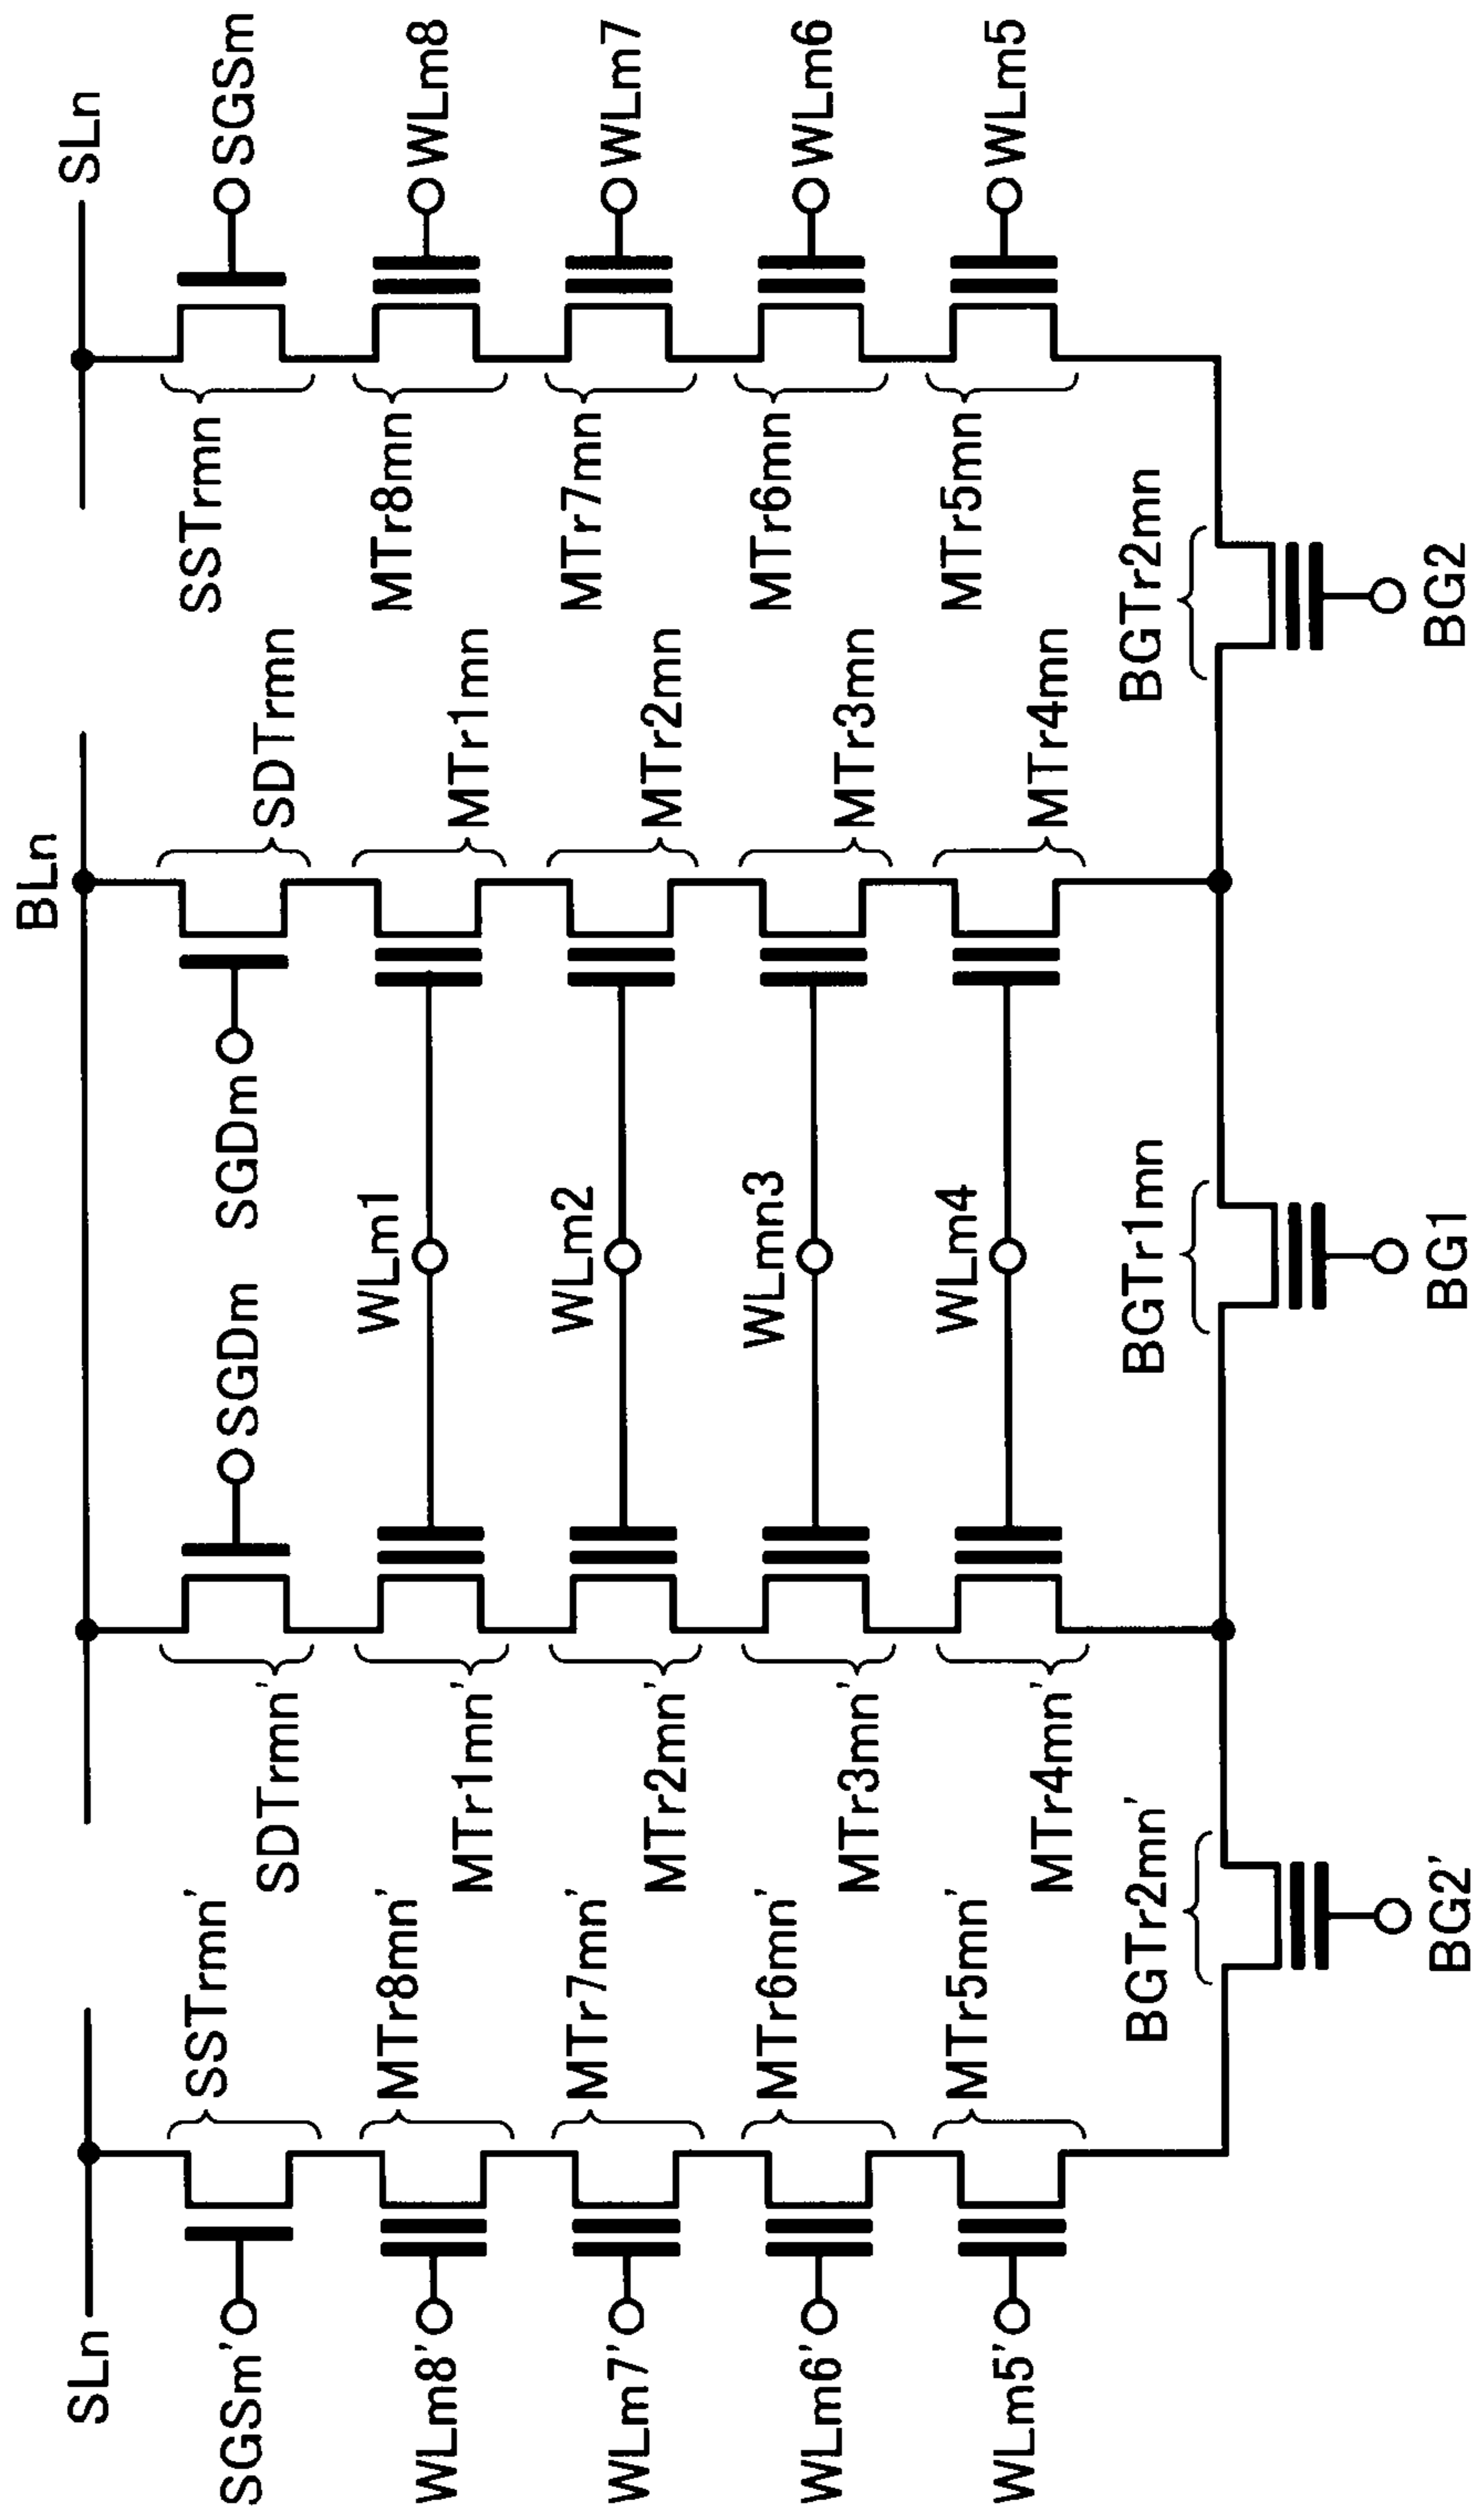 BLn
SLn
SLn
SSTrmn'
SSTrmn
SGSm'
SGDm
SGDm
SGSm
SDTrmn'
SDTrmn
MTr8mn'
WLm1
MTr8mn
WLm8'
WLm8
MTr1mn'
MTr1mn
MTr7mn'
WLm2
MTr7mn
WLm7'
WLm7
MTr2mn'
MTr2mn
MTr6mn'
WLmn3
MTr6mn
WLm6'
WLm6
MTr3mn'
MTr3mn
MTr5mn'
WLm4
MTr5mn
WLm5'
WLm5
MTr4mn'
MTr4mn
BGTr2mn'
BGTr1mn
BGTr2mn
BG2'
BG1
BG2